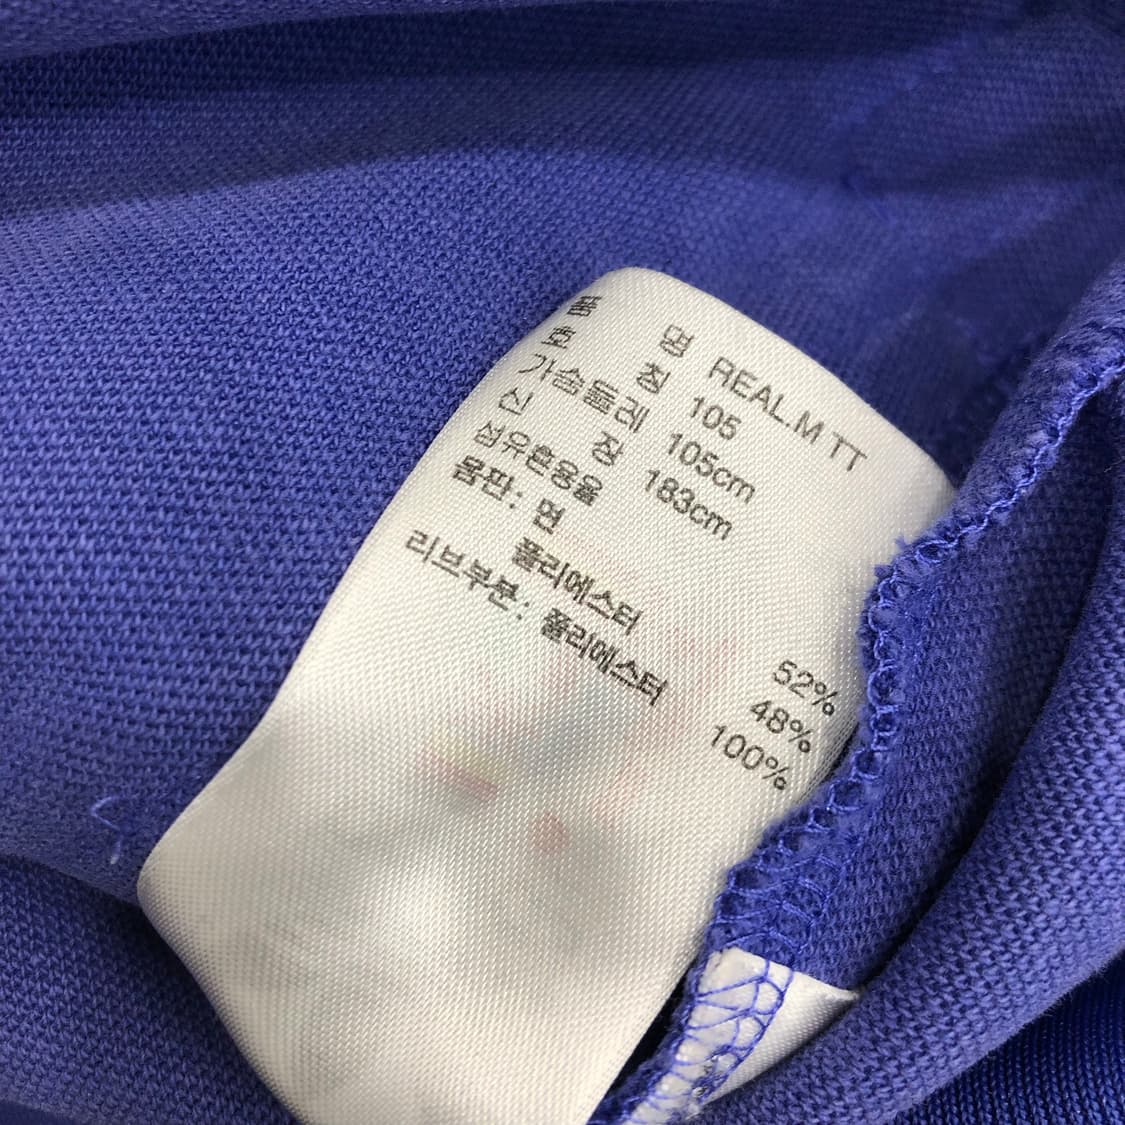 품 명 REAL.M TT
호 칭 105
가슴둘레 105cm
신 장 183cm
섬유혼용율
몸판: 면 52%
폴리에스터 48%
리브부분: 폴리에스터 100%